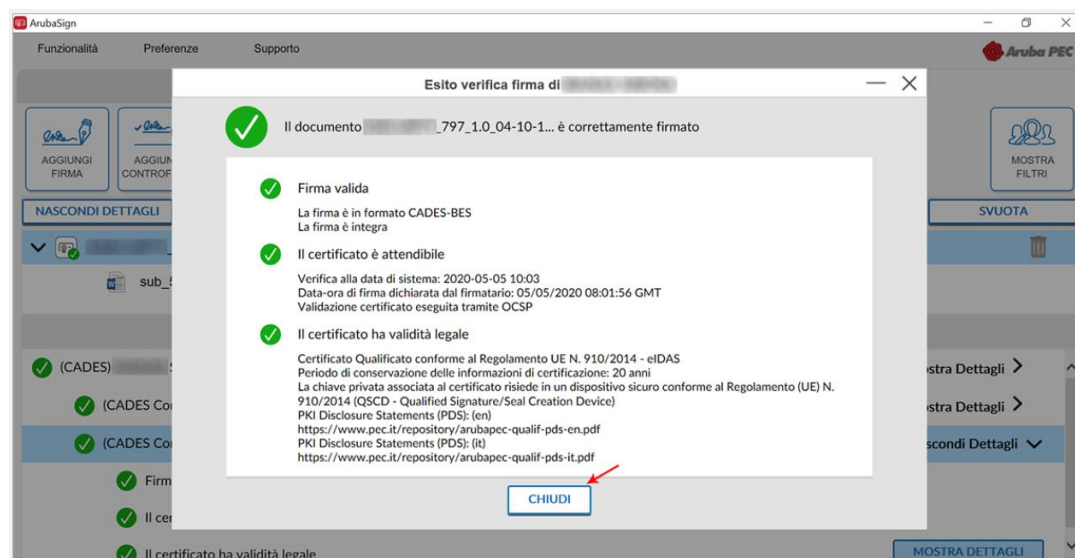 ArubaSign
Funzionalità Preferenze Supporto
Aruba PEC
Esito verifica firma di
Il documento _797_1.0_04-10-1... è correttamente firmato
AGGIUNGI
FIRMA
AGGIUN
CONTROF
MOSTRA
FILTRI
NASCONDI DETTAGLI
SVUOTA
Firma valida
La firma è in formato CADES-BES
La firma è integra
Il certificato è attendibile
Verifica alla data di sistema: 2020-05-05 10:03
Data-ora di firma dichiarata dal firmatario: 05/05/2020 08:01:56 GMT
Validazione certificato eseguita tramite OCSP
Il certificato ha validità legale
Certificato Qualificato conforme al Regolamento UE N. 910/2014 - eIDAS
Periodo di conservazione delle informazioni di certificazione: 20 anni
La chiave privata associata al certificato risiede in un dispositivo sicuro conforme al Regolamento (UE) N.
910/2014 (QSCD - Qualified Signature/Seal Creation Device)
PKI Disclosure Statements (PDS): (en)
https://www.pec.it/repository/arubapec-qualif-pds-en.pdf
PKI Disclosure Statements (PDS): (it)
https://www.pec.it/repository/arubapec-qualif-pds-it.pdf
CHIUDI
sub_
(CADES)
ostra Dettagli
(CADES Co
ostra Dettagli
(CADES Co
scondi Dettagli
Firm
Il cer
Il certificato ha validità legale
MOSTRA DETTAGLI